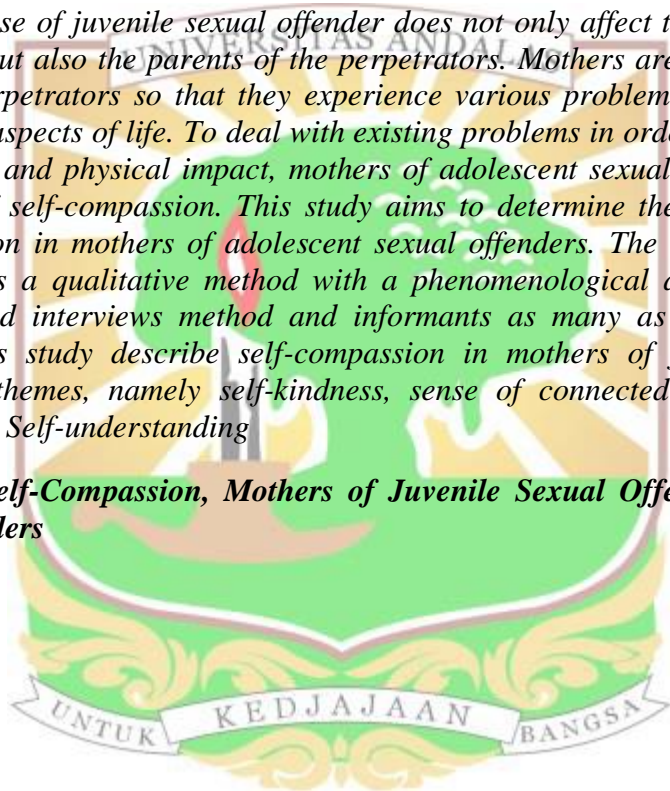 se of juvenile sexual offender does not only affect
ut also the parents of the perpetrators. Mothers are
rpetrators so that they experience various problem
aspects of life. To deal with existing problems in ord
and physical impact, mothers of adolescent sexual
self-compassion. This study aims to determine the
on in mothers of adolescent sexual offenders. The
s a qualitative method with a phenomenological
d interviews method and informants as many as
s study describe self-compassion in mothers of
themes, namely self-kindness, sense of connected
Self-understanding
elf-Compassion, Mothers of Juvenile Sexual Offe
ders
UNIVERSITAS ANDALAS
UNTUK KEDJAJAAN BANGSA